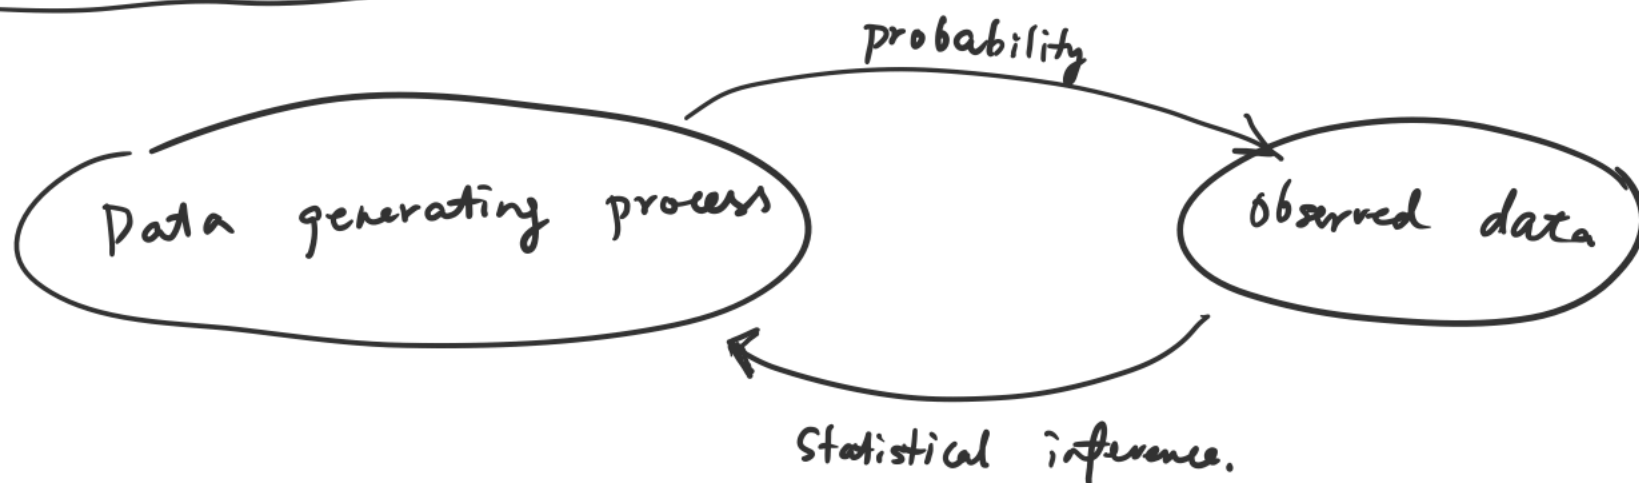 probability
Data generating process
observed data
Statistical inference.